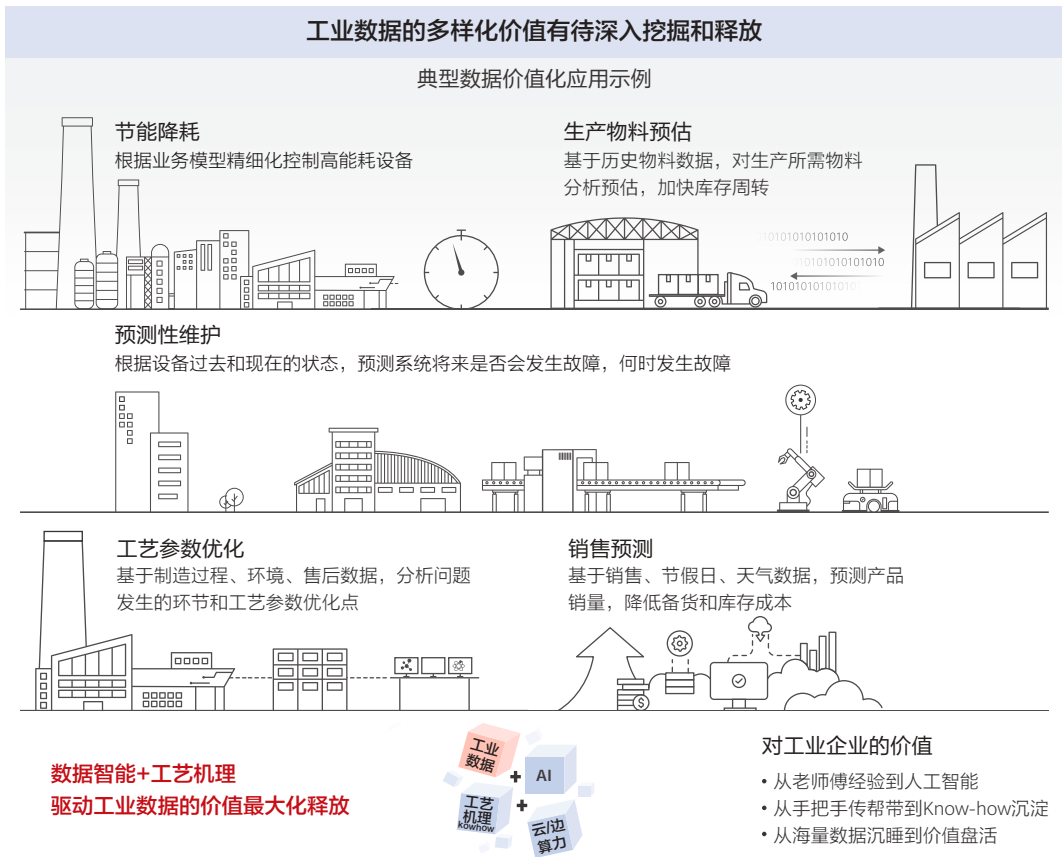 工业数据的多样化价值有待深入挖掘和释放
典型数据价值化应用示例
节能降耗
根据业务模型精细化控制高能耗设备
生产物料预估
基于历史物料数据，对生产所需物料
分析预估，加快库存周转
101010101010
1010101010101010
1010101010101
预测性维护
根据设备过去和现在的状态，预测系统将来是否会发生故障，何时发生故障
工艺参数优化
基于制造过程、环境、售后数据，分析问题
发生的环节和工艺参数优化点
销售预测
基于销售、节假日、天气数据，预测产品
销量，降低备货和库存成本
$
数据智能+工艺机理
驱动工业数据的价值最大化释放
工业
数据
+
AI
工艺
机理
kowhow
+
云/边
算力
对工业企业的价值
• 从老师傅经验到人工智能
• 从手把手传帮带到Know-how沉淀
• 从海量数据沉睡到价值盘活